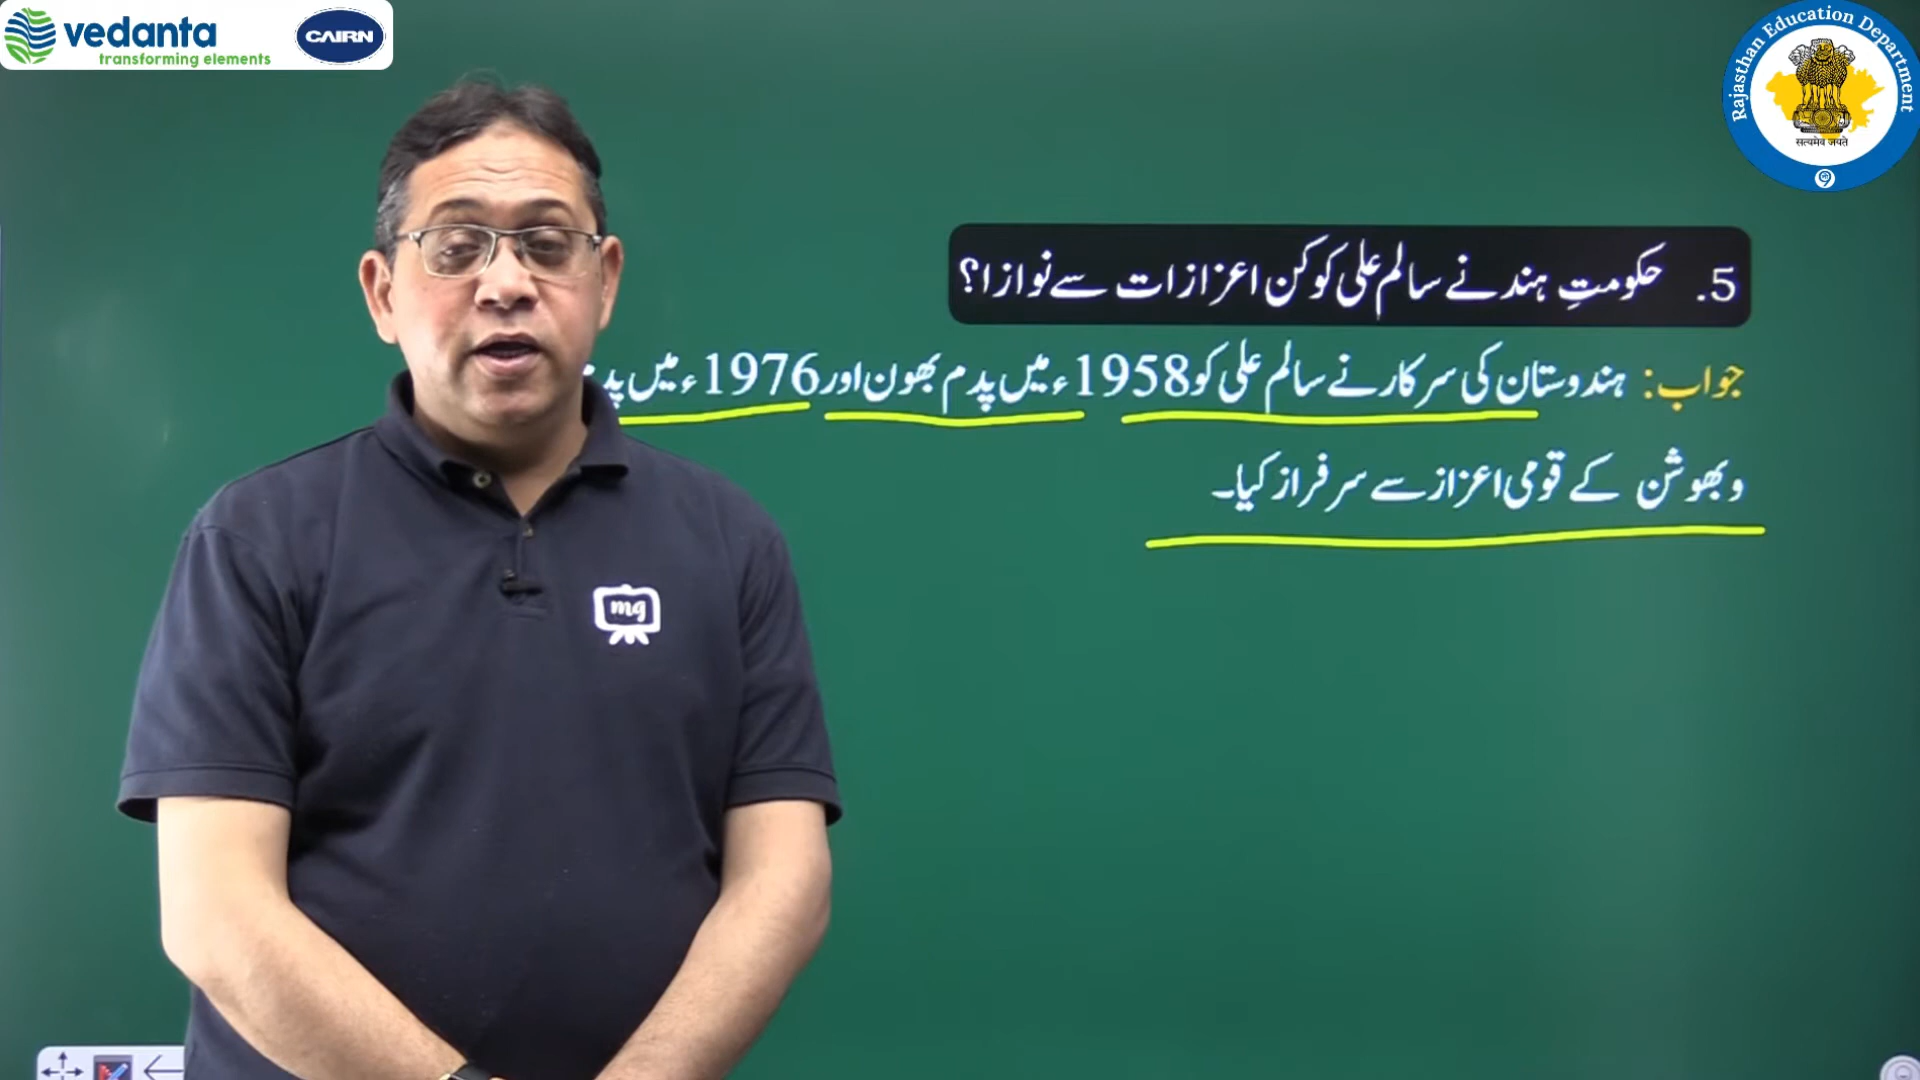 vedanta
transforming elements
CAIRN
Rajasthan Education Department
सत्यमेव जयते
5. حکومتِ ہند نے سالم علی کو کن اعزازات سے نوازا؟
جواب: ہندوستان کی سرکار نے سالم علی کو 1958ء میں پدم بھون اور 1976ء میں پدم
وبھوشن کے قومی اعزاز سے سرفراز کیا۔
mg